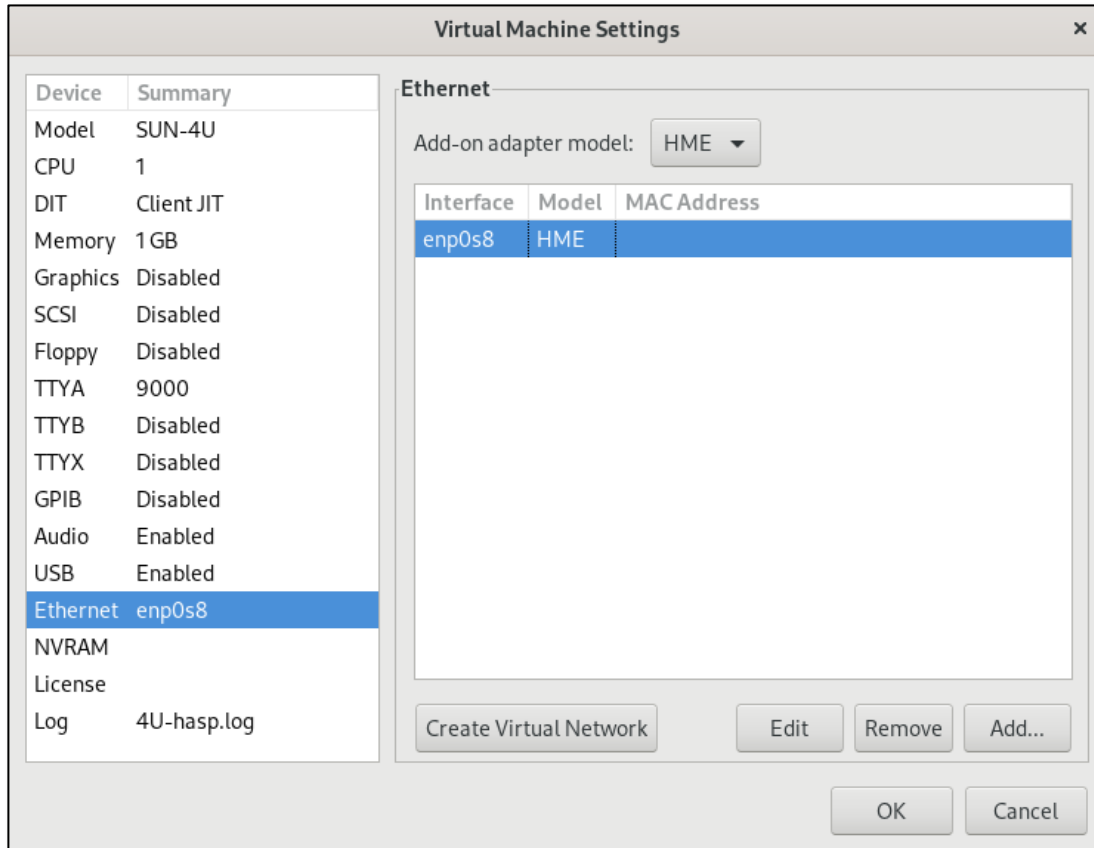 Virtual Machine Settings ×
Device Summary
Model SUN-4U
CPU 1
DIT Client JIT
Memory 1 GB
Graphics Disabled
SCSI Disabled
Floppy Disabled
TTYA 9000
TTYB Disabled
TTYX Disabled
GPIB Disabled
Audio Enabled
USB Enabled
Ethernet enp0s8
NVRAM
License
Log 4U-hasp.log
Ethernet
Add-on adapter model: HME
Interface Model MAC Address
enp0s8 HME
Create Virtual Network Edit Remove Add...
OK Cancel